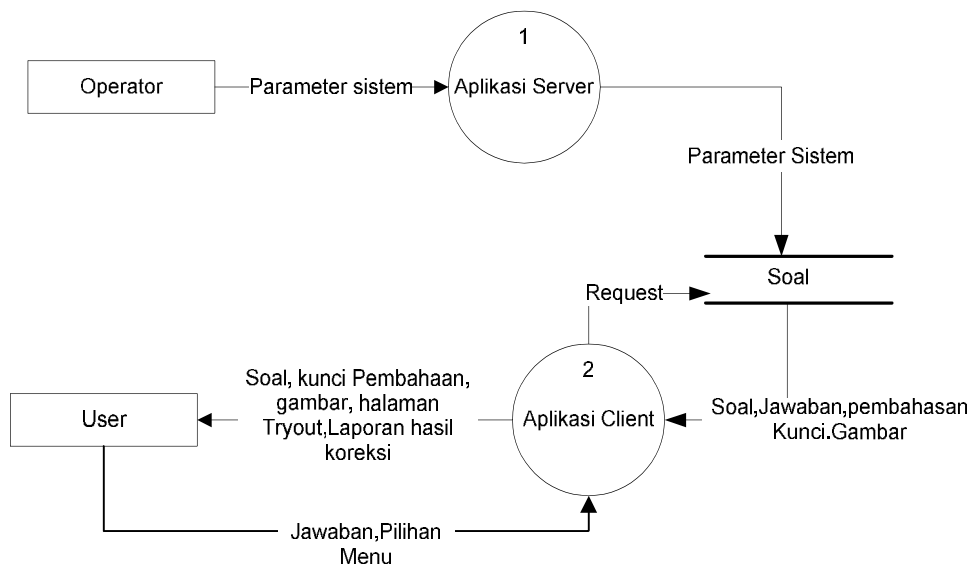 1
Operator
Parameter sistem
Aplikasi Server
Parameter Sistem
Soal
Request
2
Soal, kunci Pembahaan,
gambar, halaman
Tryout,Laporan hasil
koreksi
User
Aplikasi Client
Soal,Jawaban,pembahasan
Kunci.Gambar
Jawaban,Pilihan
Menu